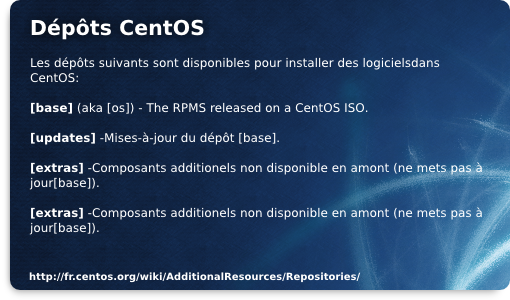 Dépôts CentOS
Les dépôts suivants sont disponibles pour installer des logicielsdans
CentOS:
[base] (aka [os]) - The RPMS released on a CentOS ISO.
[updates] -Mises-à-jour du dépôt [base].
[extras] -Composants additionels non disponible en amont (ne mets pas à
jour[base]).
[extras] -Composants additionels non disponible en amont (ne mets pas à
jour[base]).
http://fr.centos.org/wiki/AdditionalResources/Repositories/